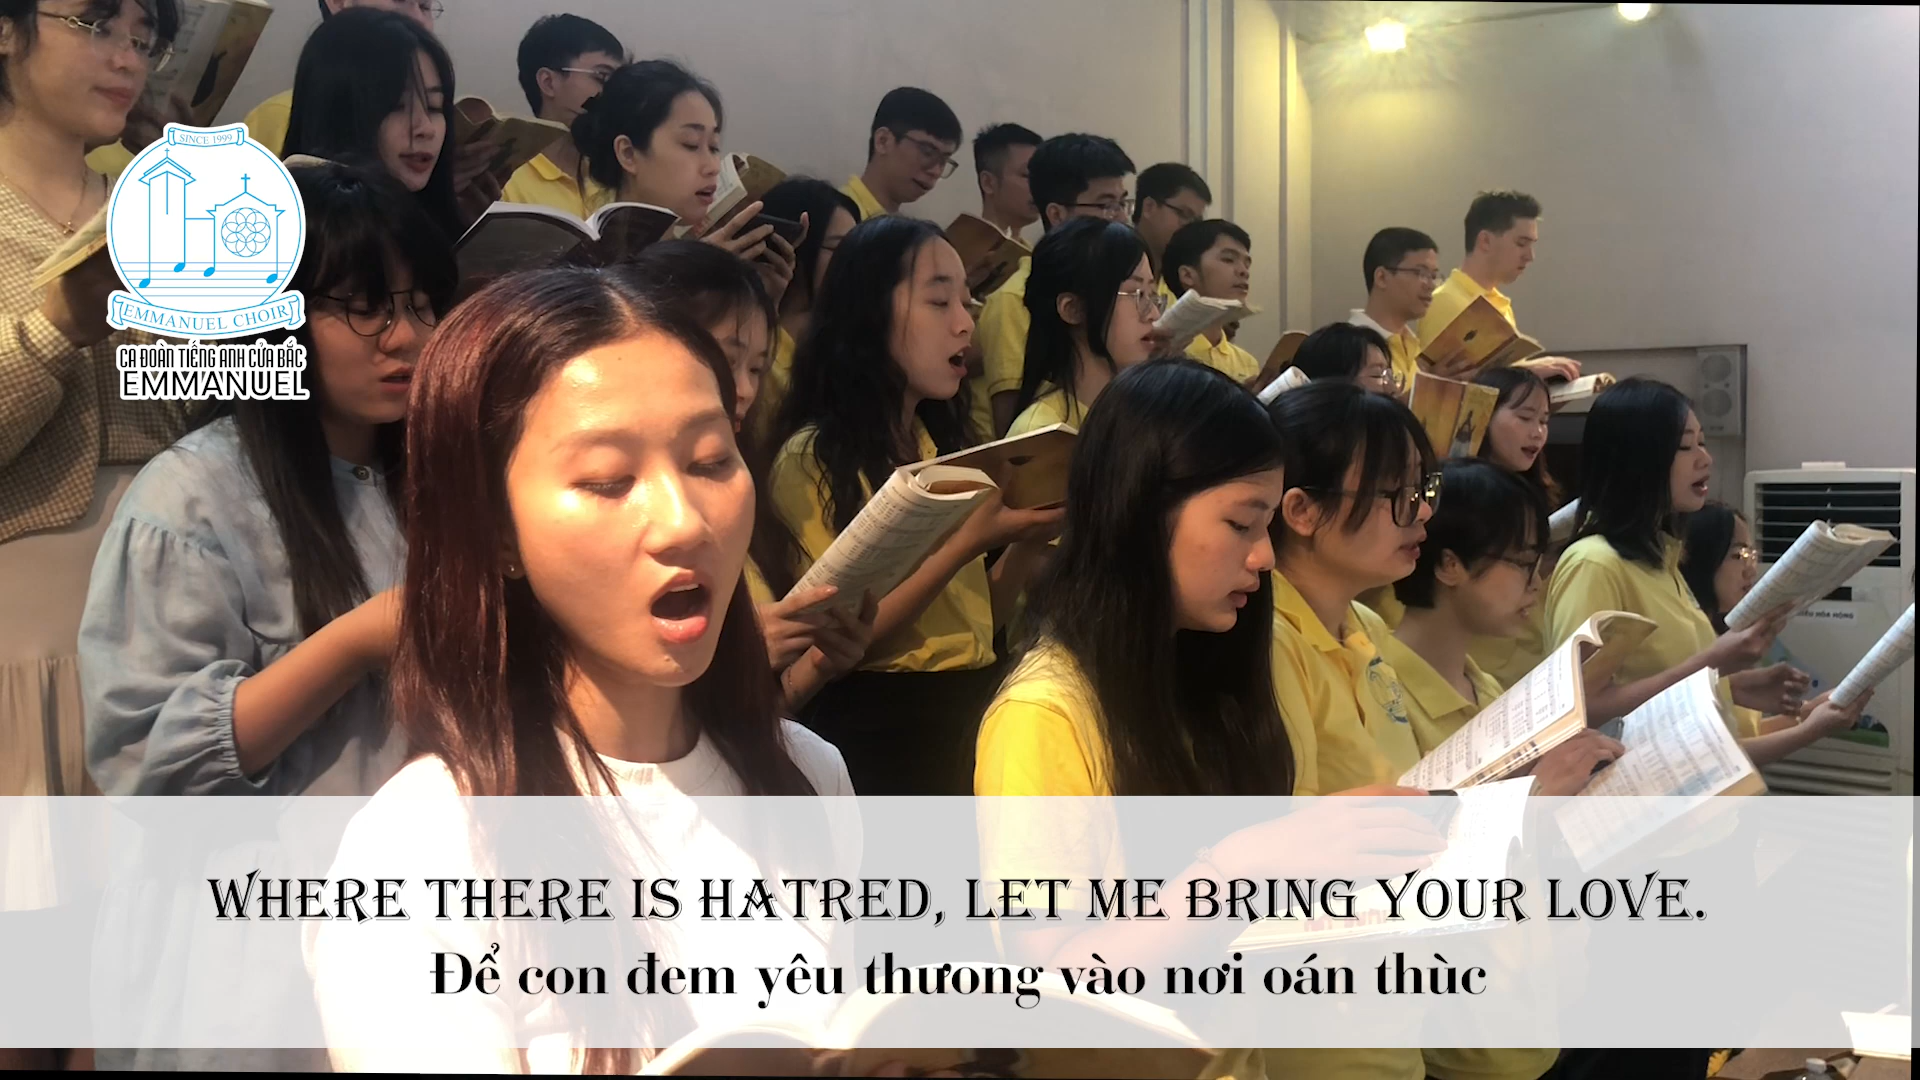 SINCE 1999
EMMANUEL CHOIR
CA ĐOÀN TIẾNG ANH CỬA BẮC
EMMANUEL
WHERE THERE IS HATRED, LET ME BRING YOUR LOVE.
Để con đem yêu thương vào nơi oán thùc